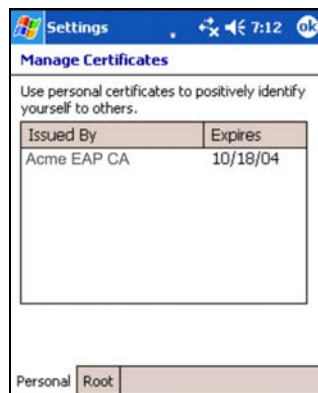 Settings 7:12 ok
Manage Certificates
Use personal certificates to positively identify
yourself to others.
Issued By Expires
Acme EAP CA 10/18/04
Personal Root